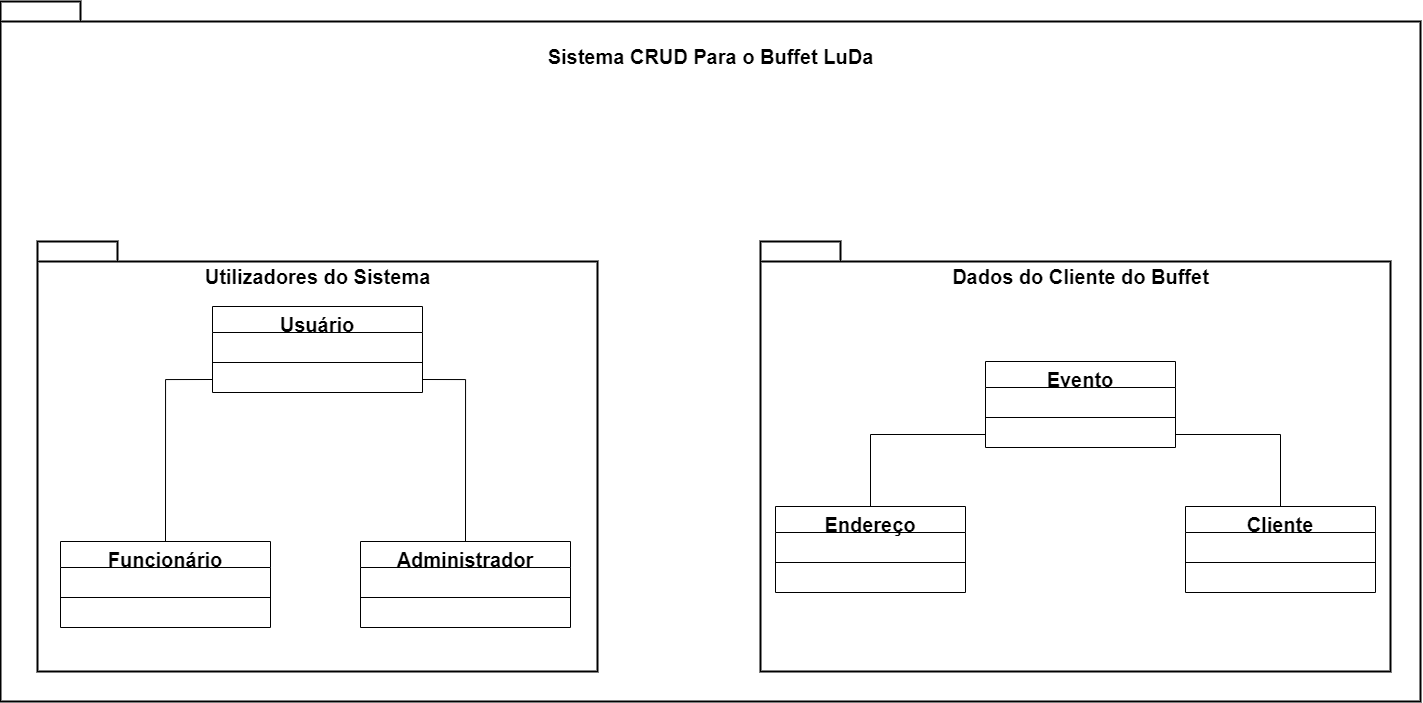 Sistema CRUD Para o Buffet LuDa
Utilizadores do Sistema
Usuário
Funcionário
Administrador
Dados do Cliente do Buffet
Evento
Endereço
Cliente